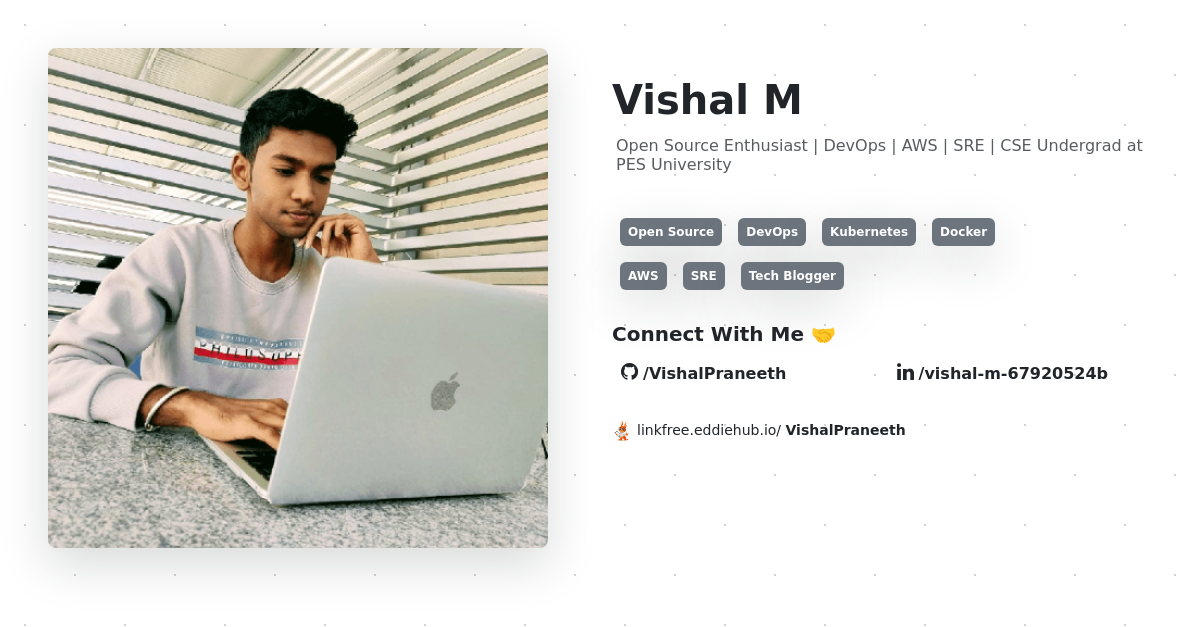 Vishal M
Open Source Enthusiast | DevOps | AWS | SRE | CSE Undergrad at
PES University
Open Source DevOps Kubernetes Docker
AWS SRE Tech Blogger
Connect With Me 🤝
/VishalPraneeth /vishal-m-67920524b
linkfree.eddiehub.io/ VishalPraneeth